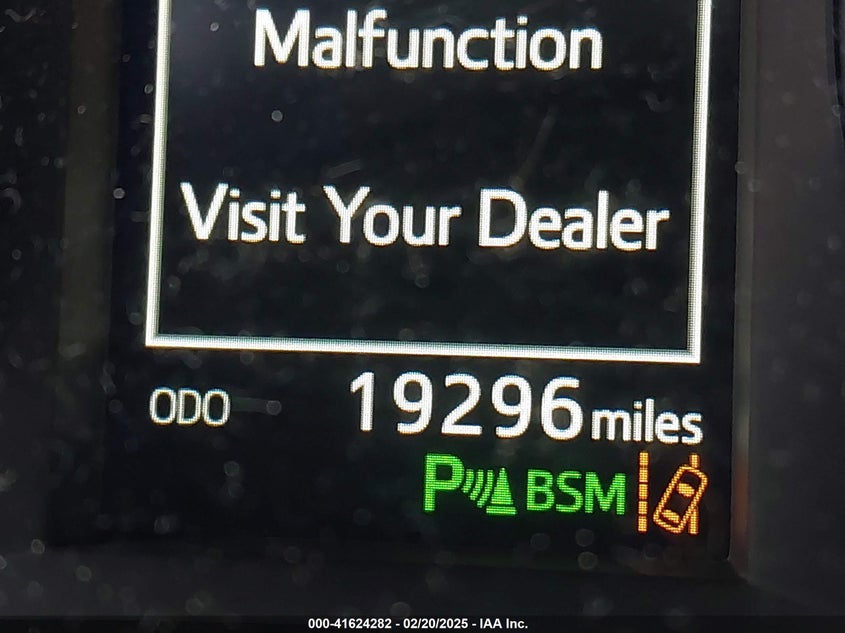 Malfunction
Visit Your Dealer
ODO 19296 miles
P BSM
000-41624282 - 02/20/2025 - IAA Inc.